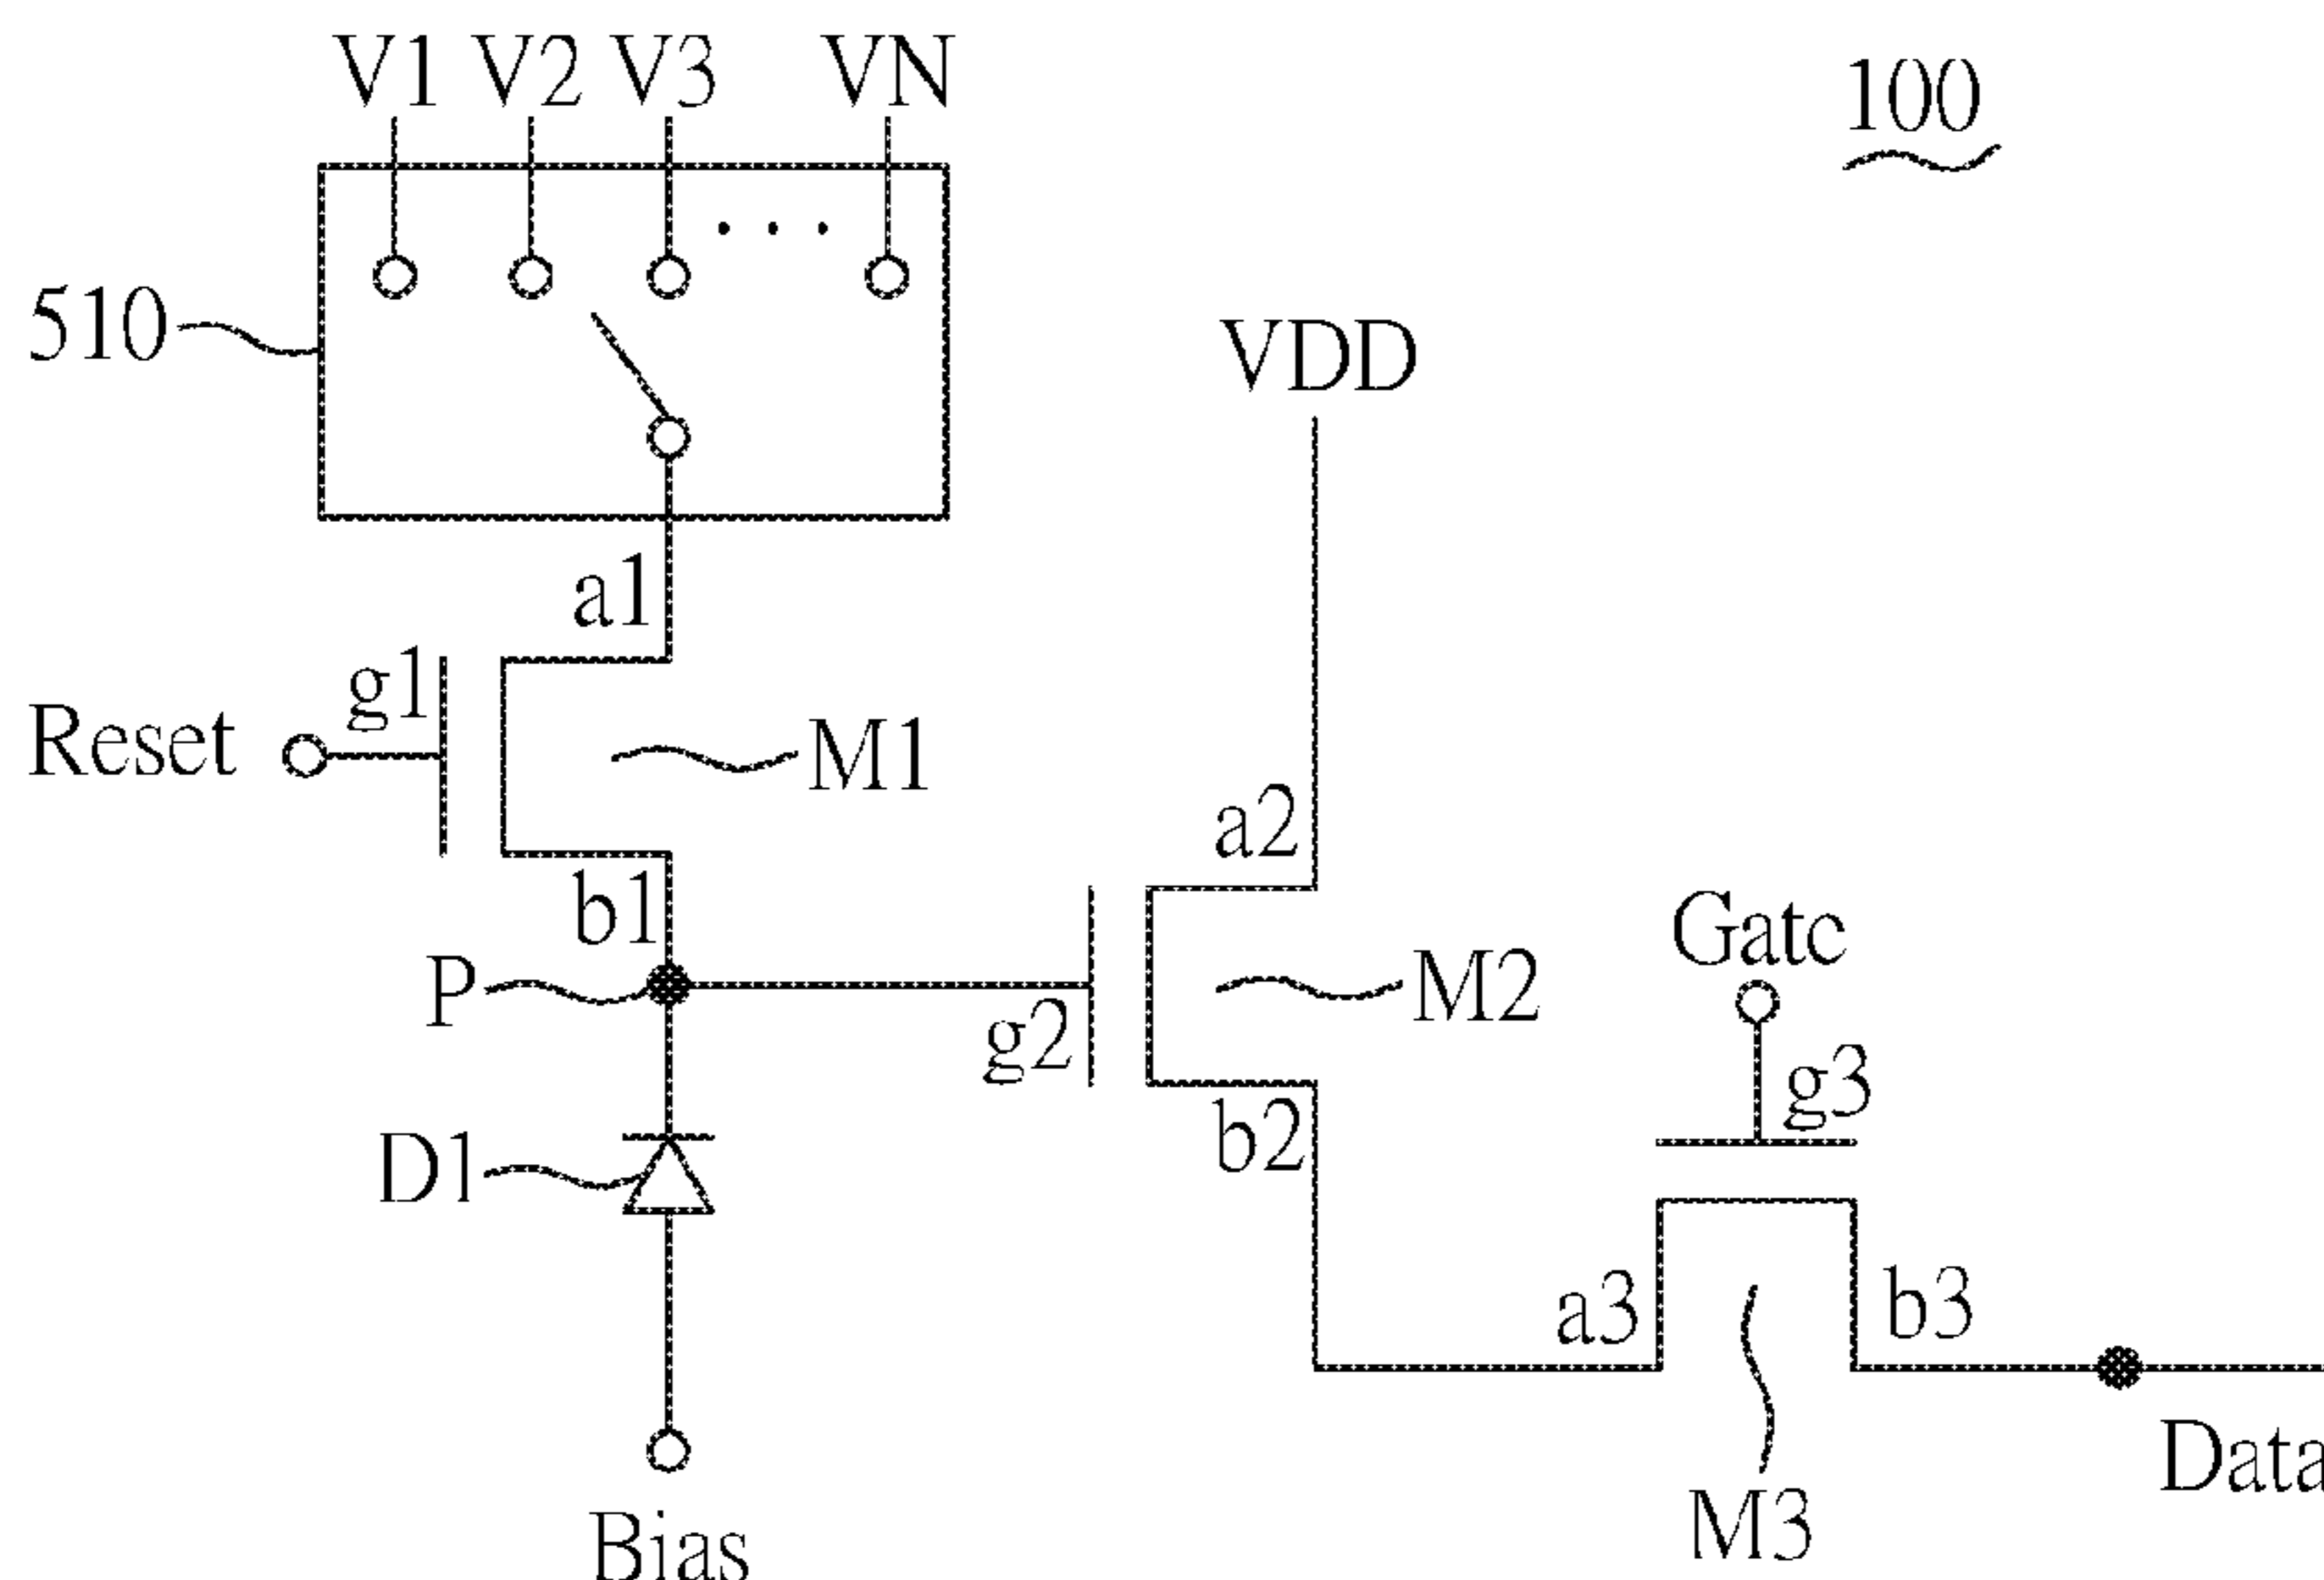 V1 V2 V3 . . . VN
100
510
VDD
a1
g1
Reset
M1
a2
b1
Gatc
P
M2
g2
g3
D1
b2
a3
b3
Data
M3
Bias